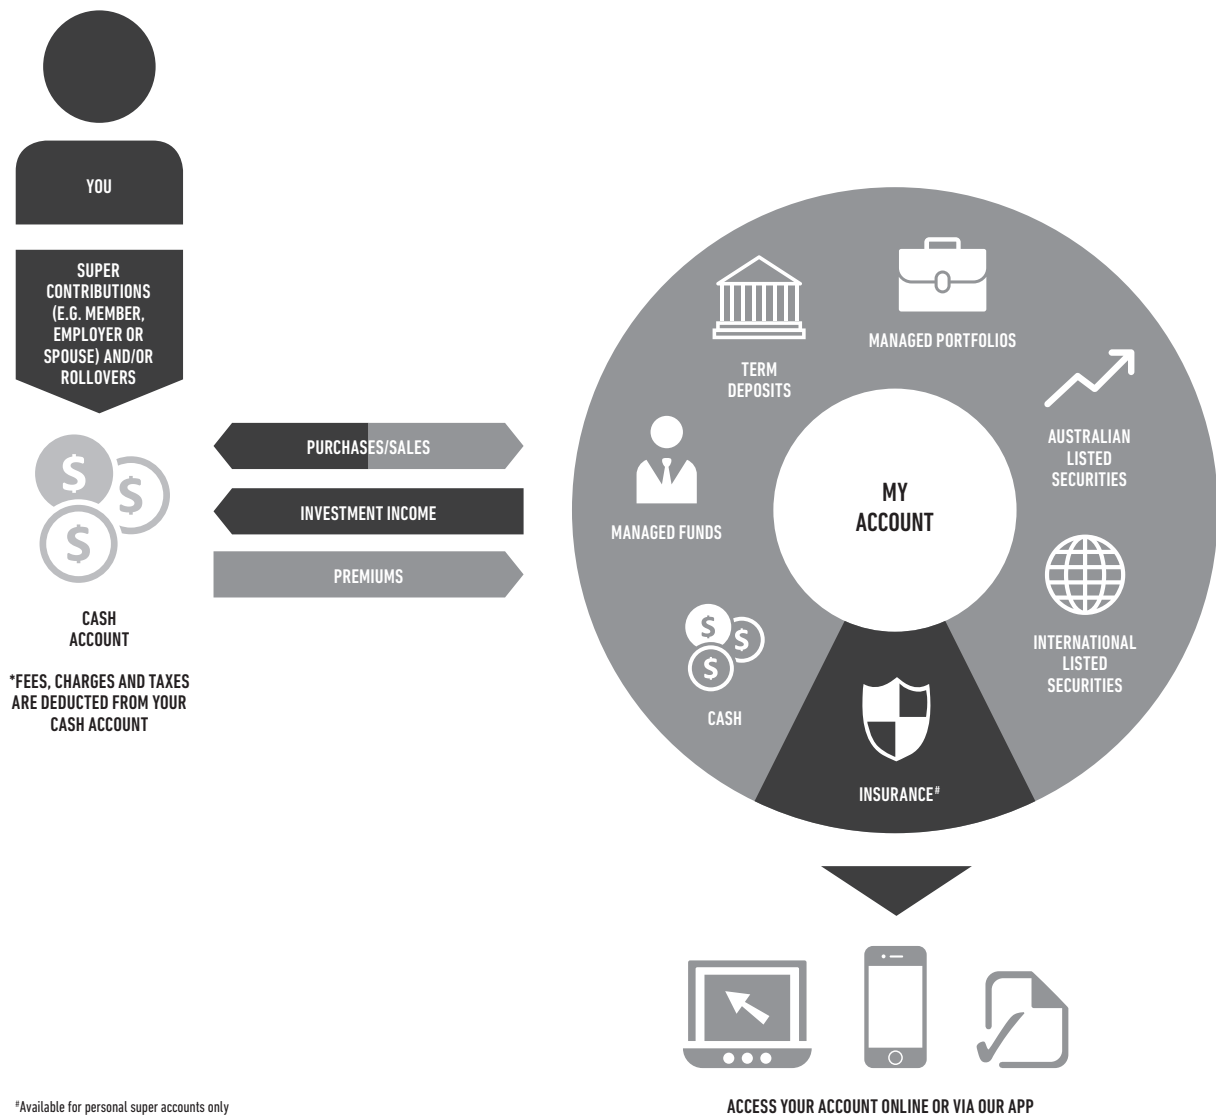 YOU
SUPER
CONTRIBUTIONS
(E.G. MEMBER,
EMPLOYER OR
SPOUSE) AND/OR
ROLLOVERS
$
$
$
CASH
ACCOUNT
*FEES, CHARGES AND TAXES
ARE DEDUCTED FROM YOUR
CASH ACCOUNT
PURCHASES/SALES
INVESTMENT INCOME
PREMIUMS
MANAGED PORTFOLIOS
TERM
DEPOSITS
AUSTRALIAN
LISTED
SECURITIES
MANAGED FUNDS
MY
ACCOUNT
INTERNATIONAL
LISTED
SECURITIES
$
$
$
CASH
INSURANCE#
#Available for personal super accounts only
ACCESS YOUR ACCOUNT ONLINE OR VIA OUR APP